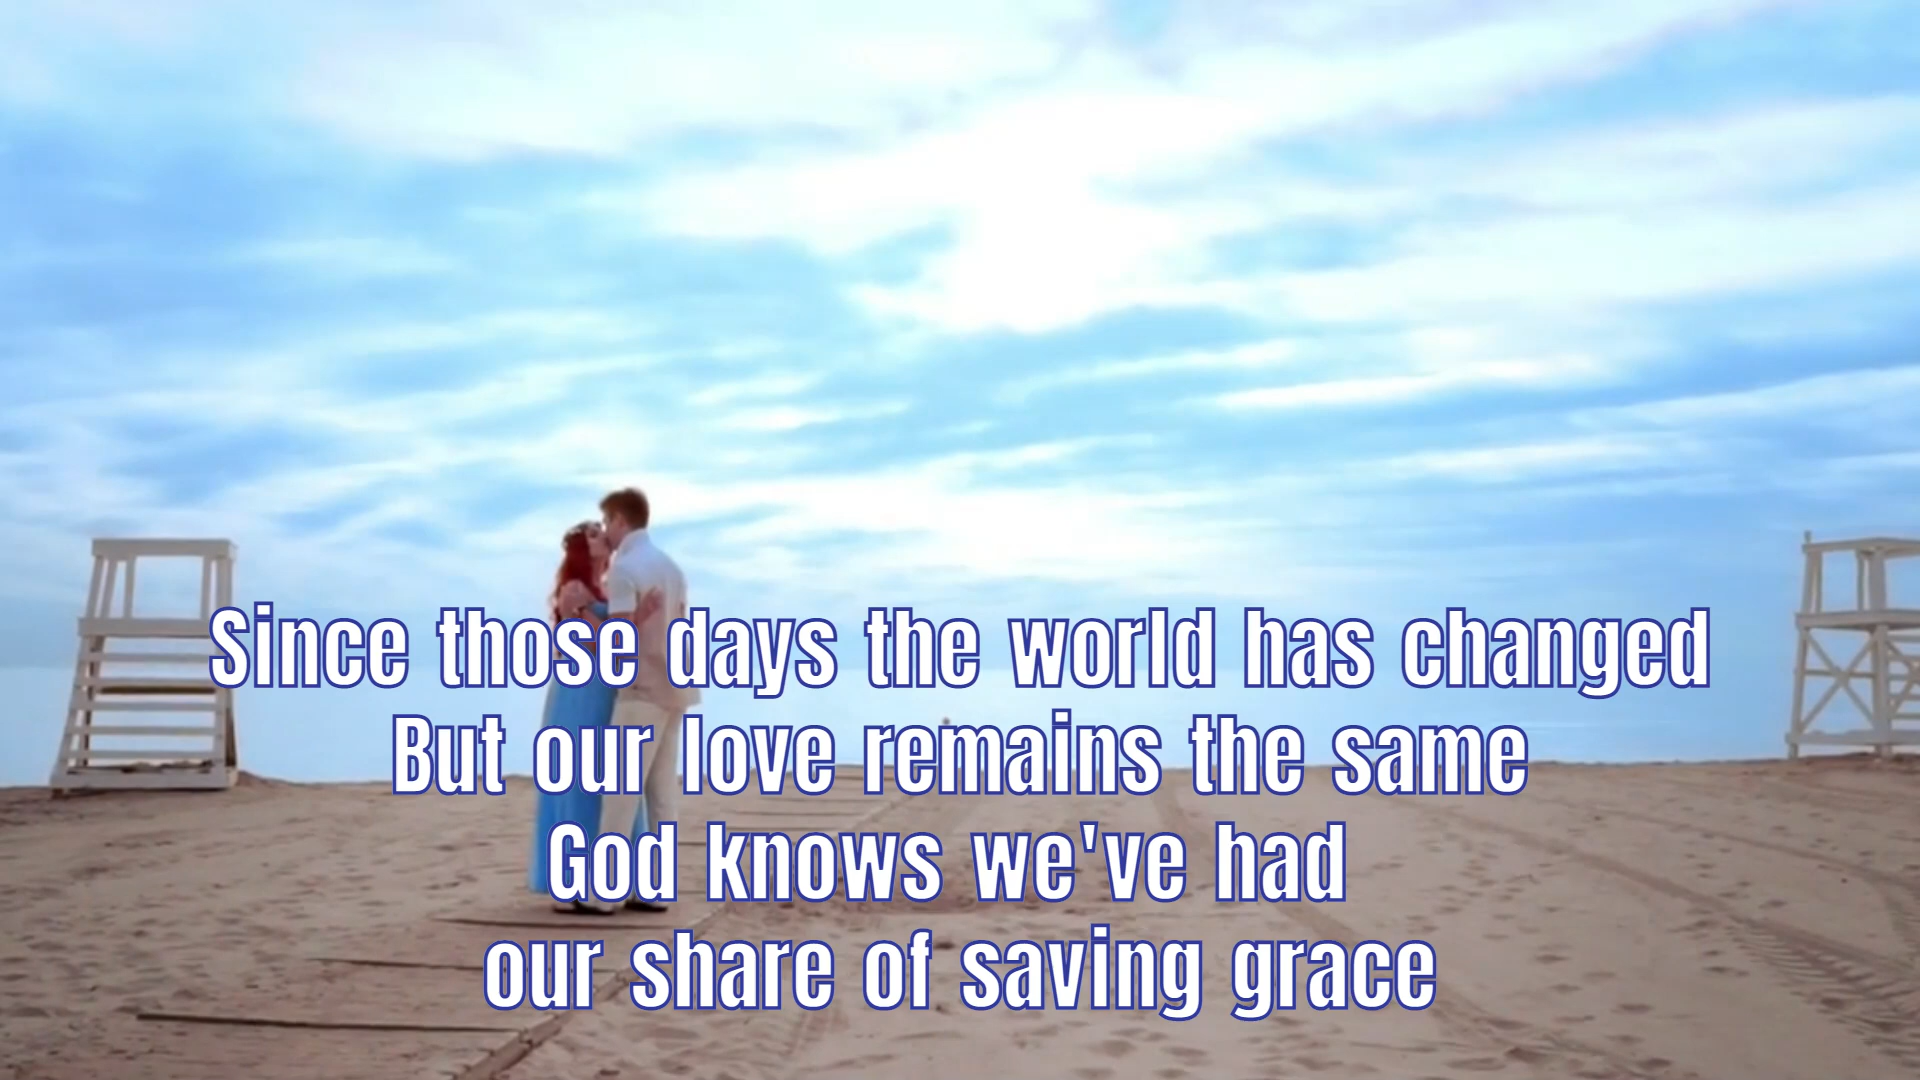 Since those days the world has changed
But our love remains the same
God knows we've had
our share of saving grace